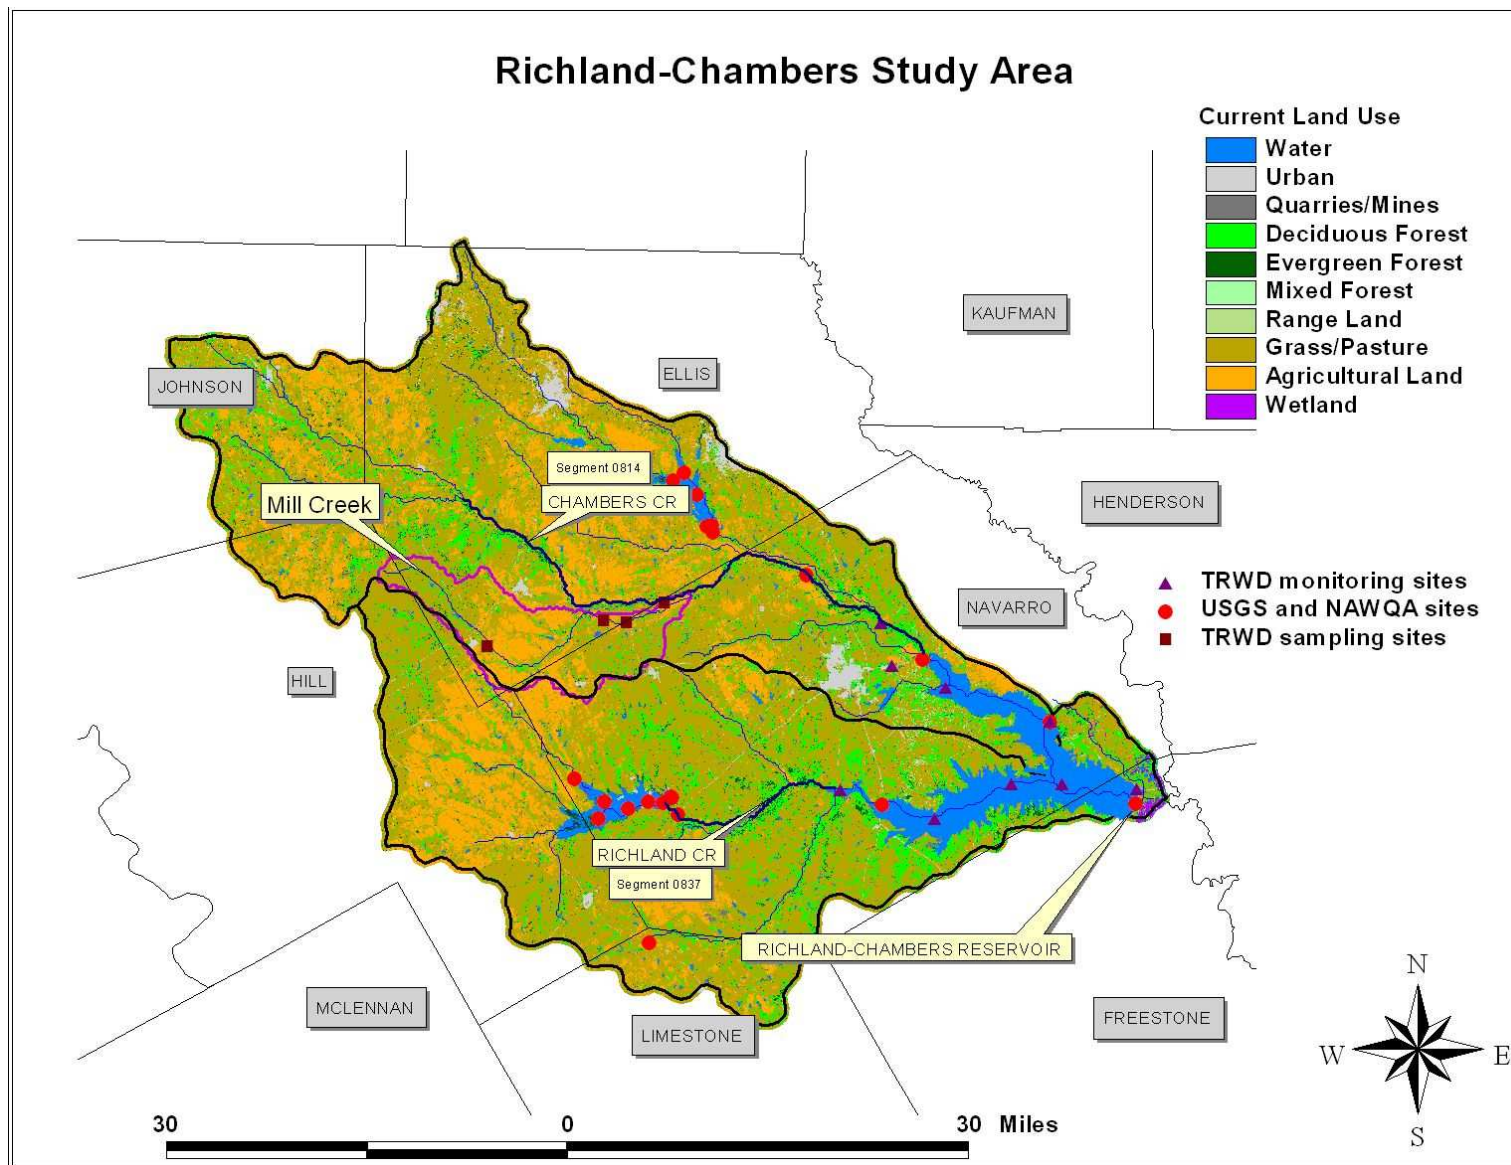 Richland-Chambers Study Area
Current Land Use
Water
Urban
Quarries/Mines
Deciduous Forest
Evergreen Forest
Mixed Forest
Range Land
Grass/Pasture
Agricultural Land
Wetland
KAUFMAN
ELLIS
JOHNSON
Segment 0814
CHAMBERS CR
Mill Creek
HENDERSON
TRWD monitoring sites
USGS and NAWQA sites
TRWD sampling sites
NAVARRO
HILL
RICHLAND CR
Segment 0837
RICHLAND-CHAMBERS RESERVOIR
MCLENNAN
LIMESTONE
FREESTONE
N
W
E
S
30 0 30 Miles